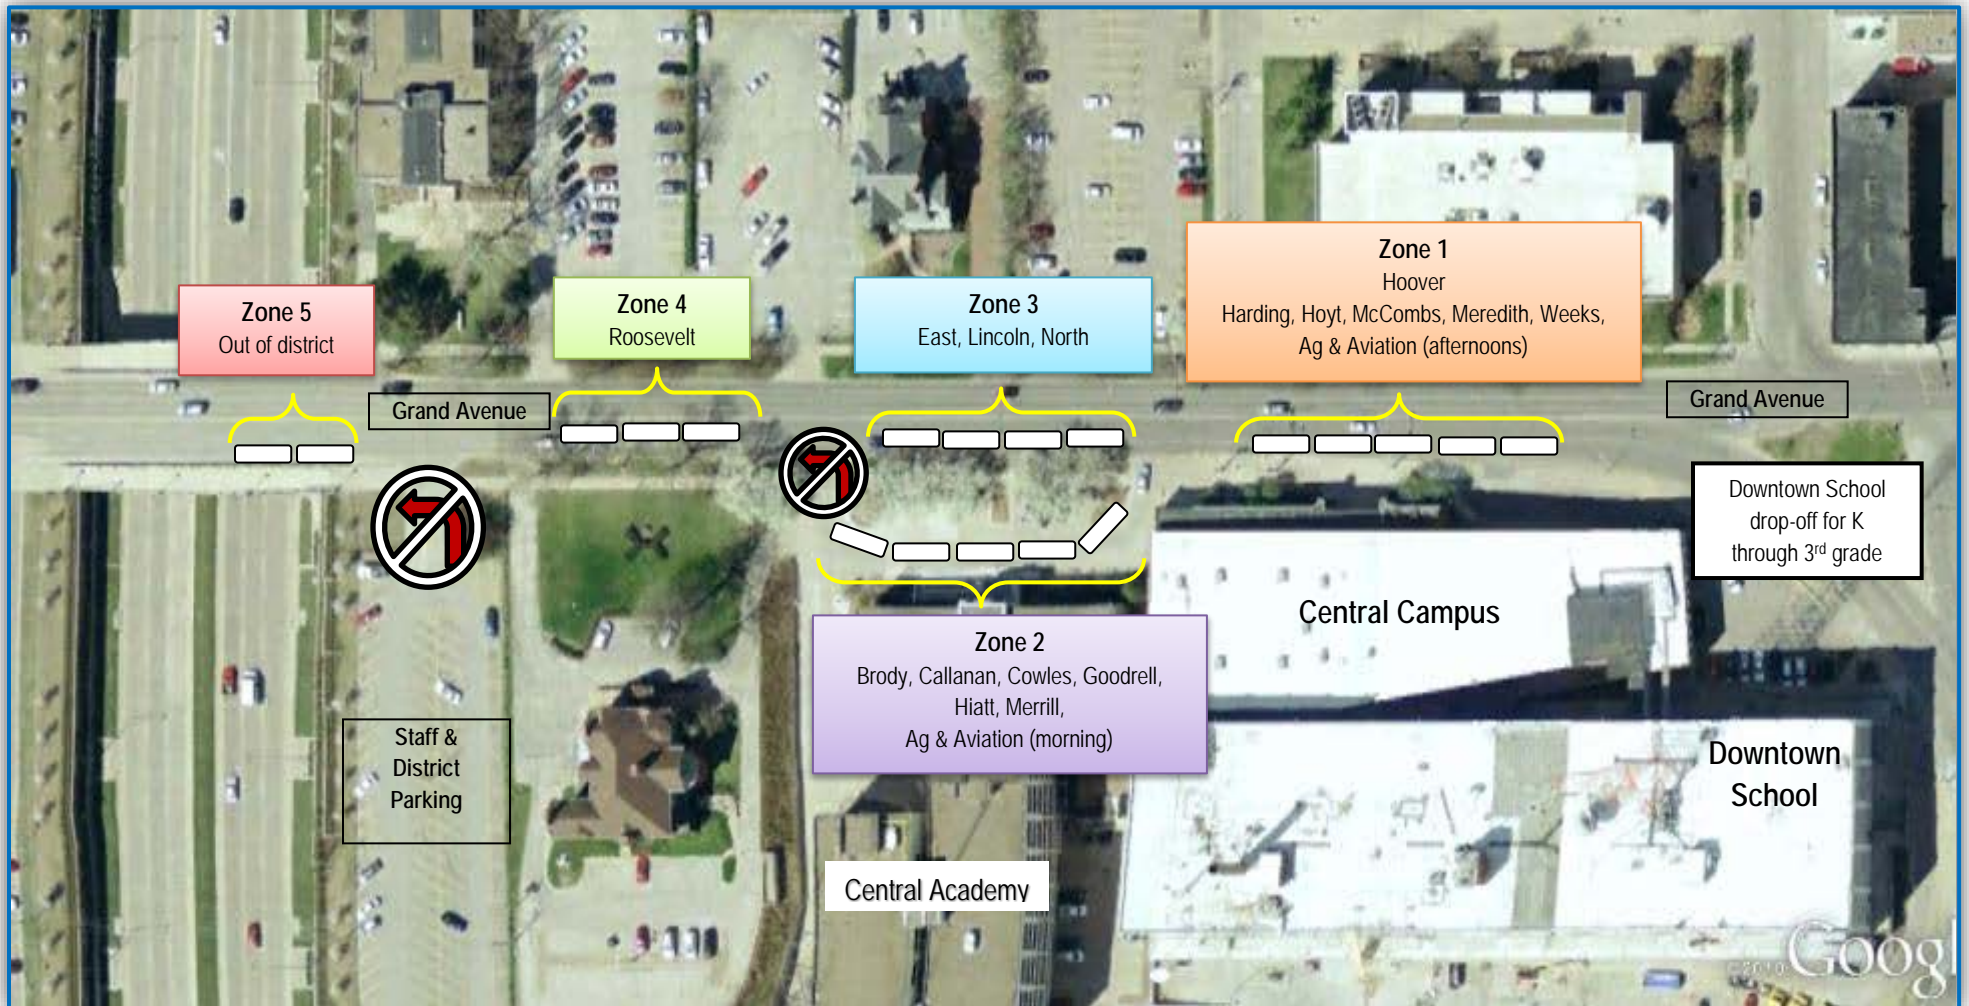 Zone 1
Hoover
Harding, Hoyt, McCombs, Meredith, Weeks,
Ag & Aviation (afternoons)
Zone 3
East, Lincoln, North
Zone 4
Roosevelt
Zone 5
Out of district
Grand Avenue
Grand Avenue
Downtown School
drop-off for K
through 3rd grade
Central Campus
Zone 2
Brody, Callanan, Cowles, Goodrell,
Hiatt, Merrill,
Ag & Aviation (morning)
Staff &
District
Parking
Downtown
School
Central Academy
©2010 Googl